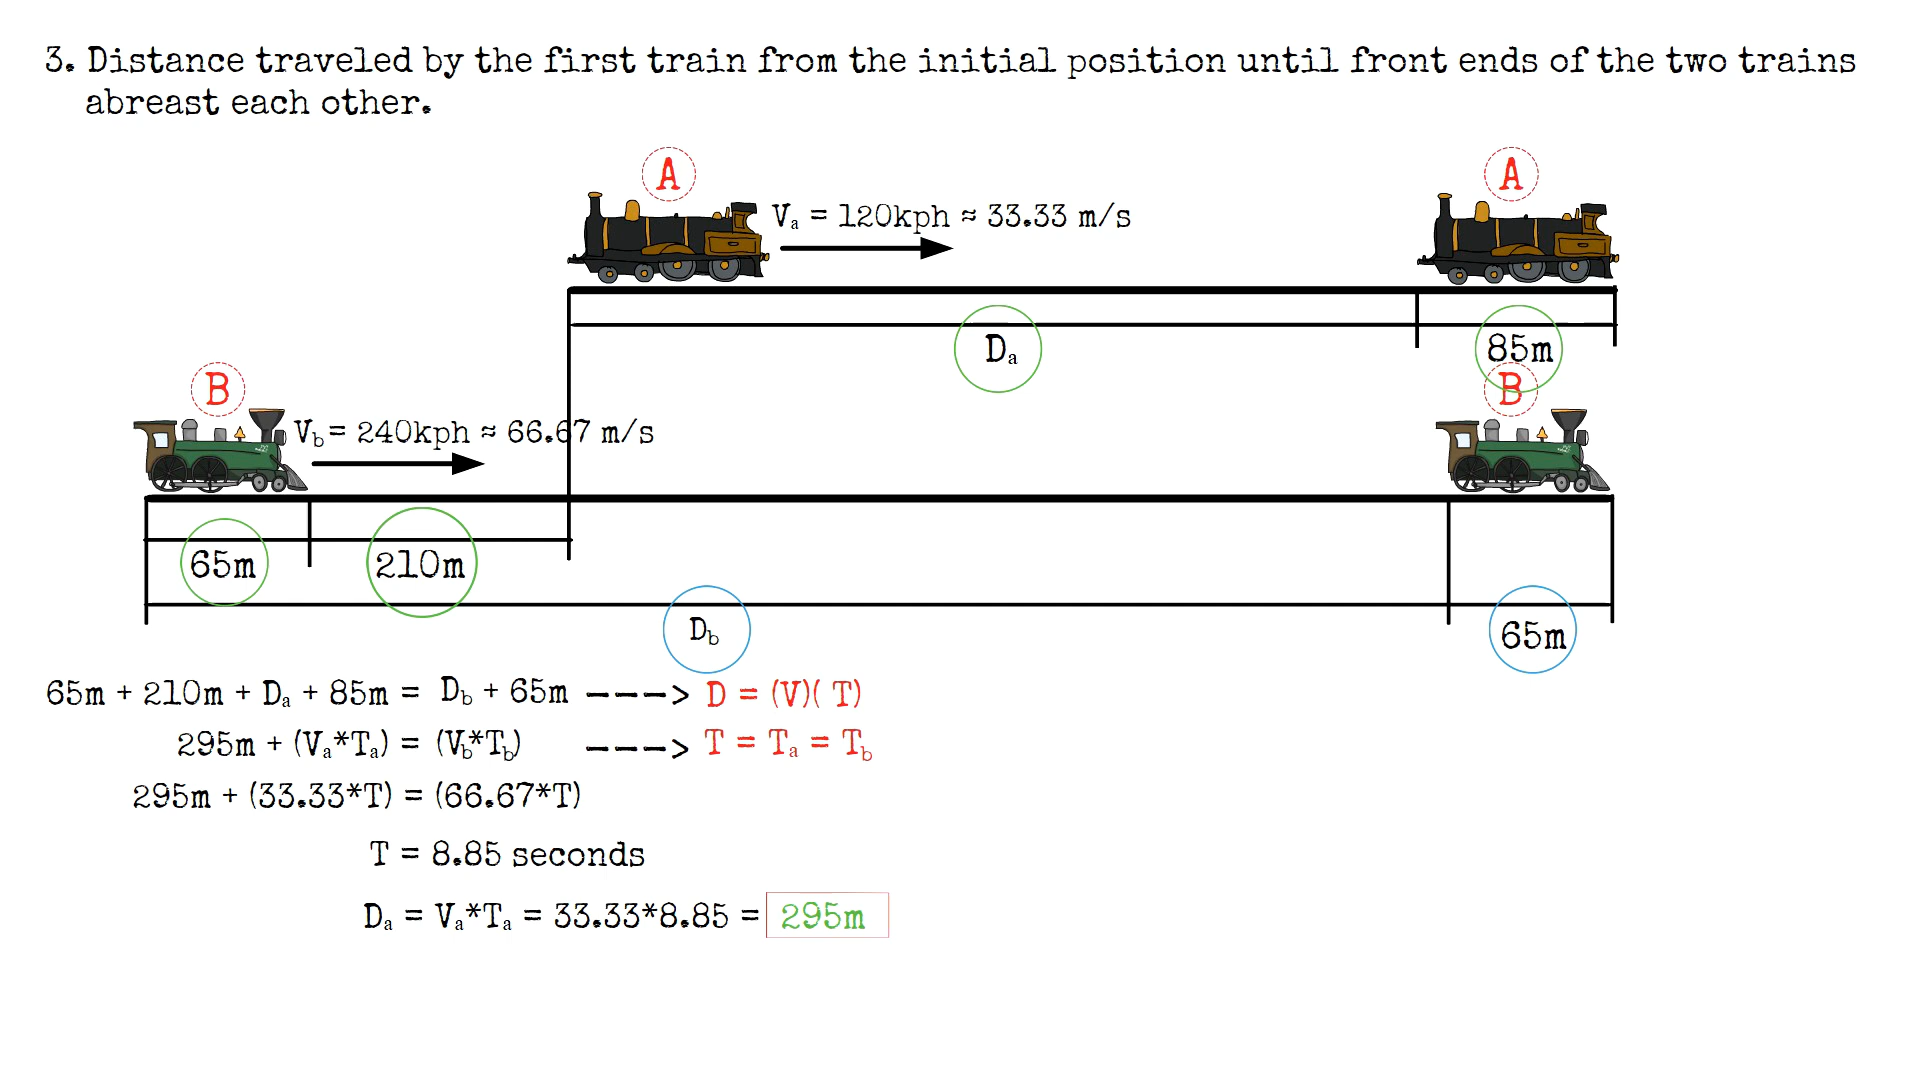 3. Distance traveled by the first train from the initial position until front ends of the two trains
abreast each other.
A
A
Va = 120kph ≈ 33.33 m/s
Da
85m
B
B
Vb = 240kph ≈ 66.67 m/s
65m
210m
Db
65m
65m + 210m + Da + 85m = Db + 65m ----> D = (V)( T)
295m + (Va*Ta) = (Vb*Tb) ----> T = Ta = Tb
295m + (33.33*T) = (66.67*T)
T = 8.85 seconds
Da = Va*Ta = 33.33*8.85 = 295m